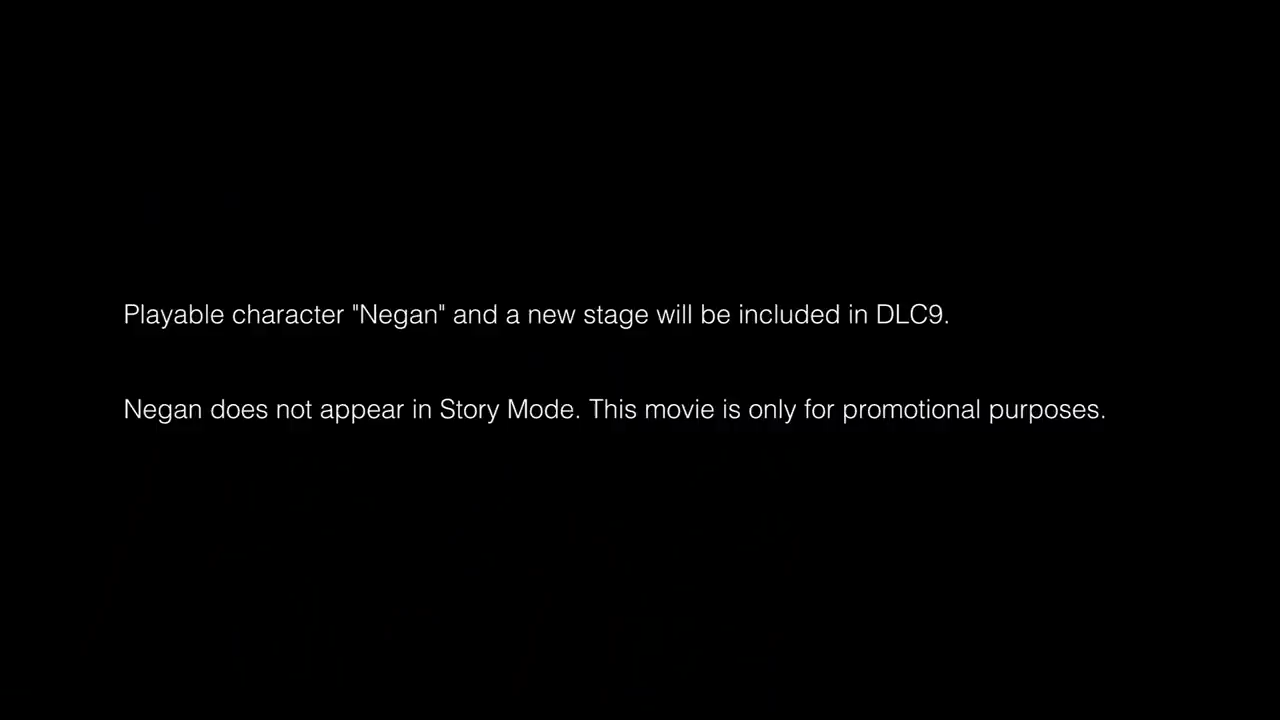 Playable character "Negan" and a new stage will be included in DLC9.
Negan does not appear in Story Mode. This movie is only for promotional purposes.